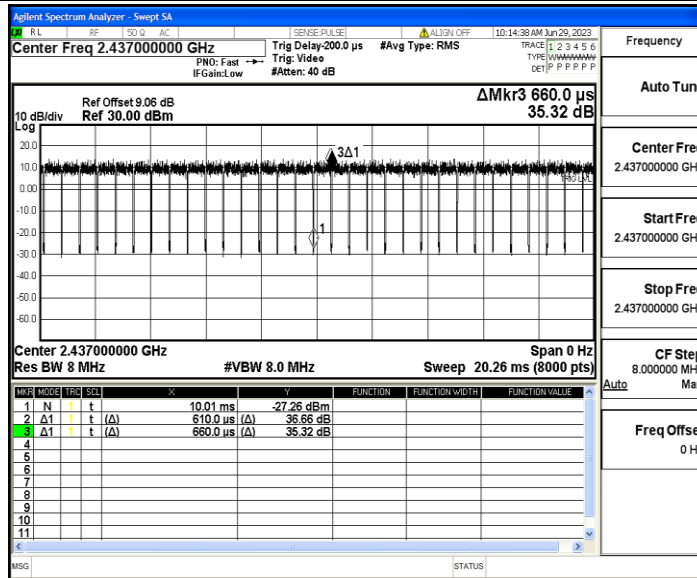 Agilent Spectrum Analyzer - Swept SA
RL RF 50 Ω AC SENSE:PULSE ALIGN OFF 10:14:38 AM Jun 29, 2023
Center Freq 2.437000000 GHz
PNO: Fast
IFGain:Low
Trig Delay-200.0 µs
Trig: Video
#Atten: 40 dB
#Avg Type: RMS
TRACE 1 2 3 4 5 6
TYPE
DET P P P P P P
10 dB/div
Log
Ref Offset 9.06 dB
Ref 30.00 dBm
ΔMkr3 660.0 µs
35.32 dB
20.0
10.0
0.00
-10.0
-20.0
-30.0
-40.0
-50.0
-60.0
3Δ1
TRIG LVL
1
Center 2.437000000 GHz
Span 0 Hz
Res BW 8 MHz
#VBW 8.0 MHz
Sweep 20.26 ms (8000 pts)
MKR MODE TRC SCL X Y FUNCTION FUNCTION WIDTH FUNCTION VALUE
1 N 1 t 10.01 ms -27.26 dBm
2 Δ1 1 t (Δ) 610.0 µs (Δ) 36.66 dB
3 Δ1 1 t (Δ) 660.0 µs (Δ) 35.32 dB
4
5
6
7
8
9
10
11
MSG
STATUS
Frequency
Auto Tun
Center Fre
2.437000000 GH
Start Fre
2.437000000 GH
Stop Fre
2.437000000 GH
CF Ste
8.000000 MH
Auto Ma
Freq Offse
0 H